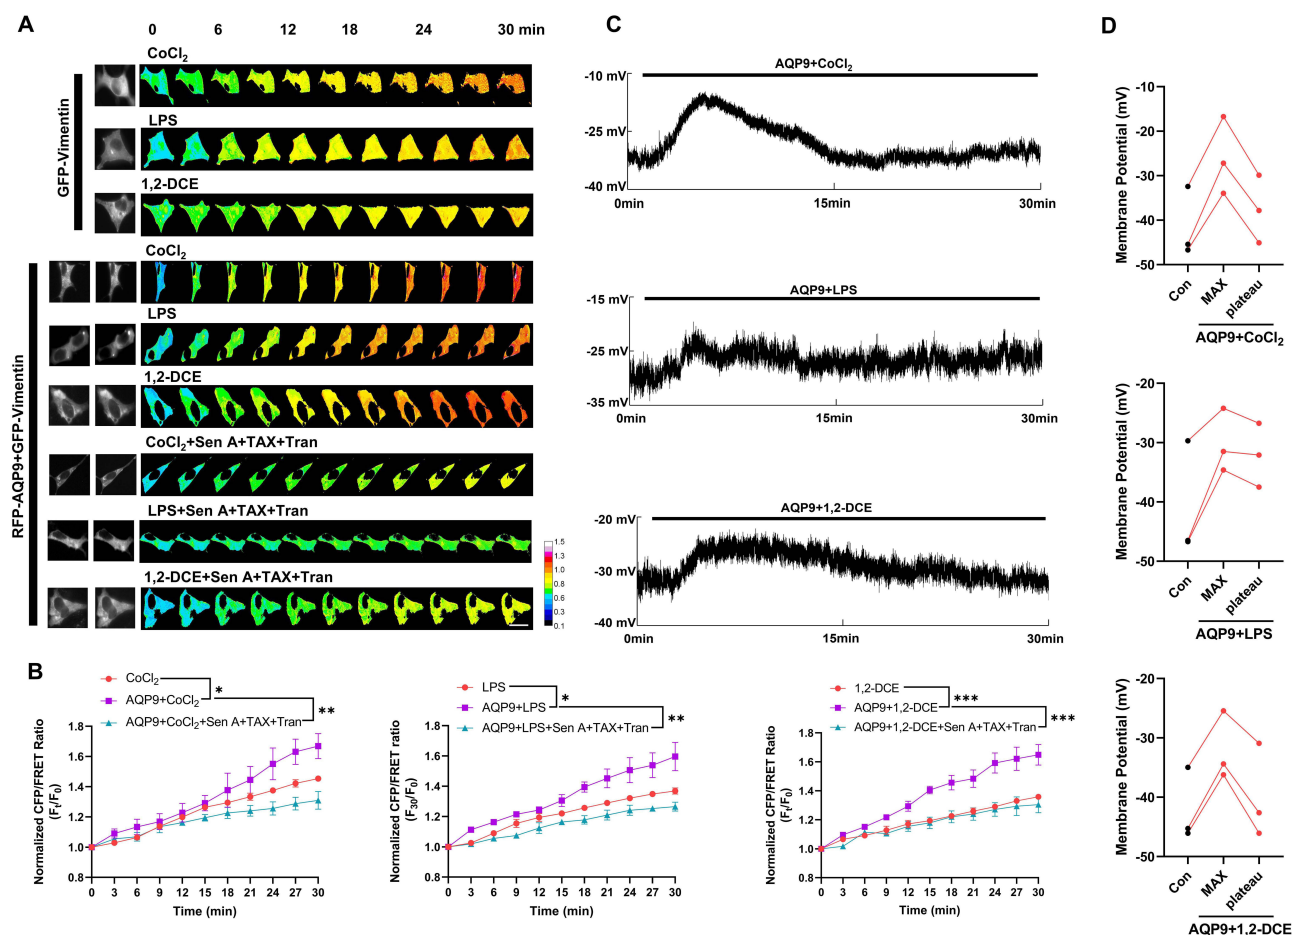 A
0 6 12 18 24 30 min
GFP-Vimentin
CoCl2
LPS
1,2-DCE
RFP-AQP9+GFP-Vimentin
CoCl2
LPS
1,2-DCE
CoCl2+Sen A+TAX+Tran
LPS+Sen A+TAX+Tran
1,2-DCE+Sen A+TAX+Tran
1.5
1.3
1.2
1.0
0.8
0.6
0.3
0.1
B
CoCl2
AQP9+CoCl2
AQP9+CoCl2+Sen A+TAX+Tran
*
**
Normalized CFP/FRET Ratio
(Ft/F0)
1.8
1.6
1.4
1.2
1.0
0.8
0 3 6 9 12 15 18 21 24 27 30
Time (min)
LPS
AQP9+LPS
AQP9+LPS+Sen A+TAX+Tran
*
**
Normalized CFP/FRET ratio
(F30/F0)
1.8
1.6
1.4
1.2
1.0
0.8
0 3 6 9 12 15 18 21 24 27 30
Time (min)
1,2-DCE
AQP9+1,2-DCE
AQP9+1,2-DCE+Sen A+TAX+Tran
***
***
Normalized CFP/FRET Ratio
(Ft/F0)
1.8
1.6
1.4
1.2
1.0
0.8
0 3 6 9 12 15 18 21 24 27 30
Time (min)
C
AQP9+CoCl2
-10 mV
-25 mV
-40 mV
0min 15min 30min
AQP9+LPS
-15 mV
-25 mV
-35 mV
0min 15min 30min
AQP9+1,2-DCE
-20 mV
-30 mV
-40 mV
0min 15min 30min
D
Membrane Potential (mV)
-10
-20
-30
-40
-50
Con MAX plateau
AQP9+CoCl2
Membrane Potential (mV)
-20
-30
-40
-50
Con MAX plateau
AQP9+LPS
Membrane Potential (mV)
-20
-30
-40
-50
Con MAX plateau
AQP9+1,2-DCE